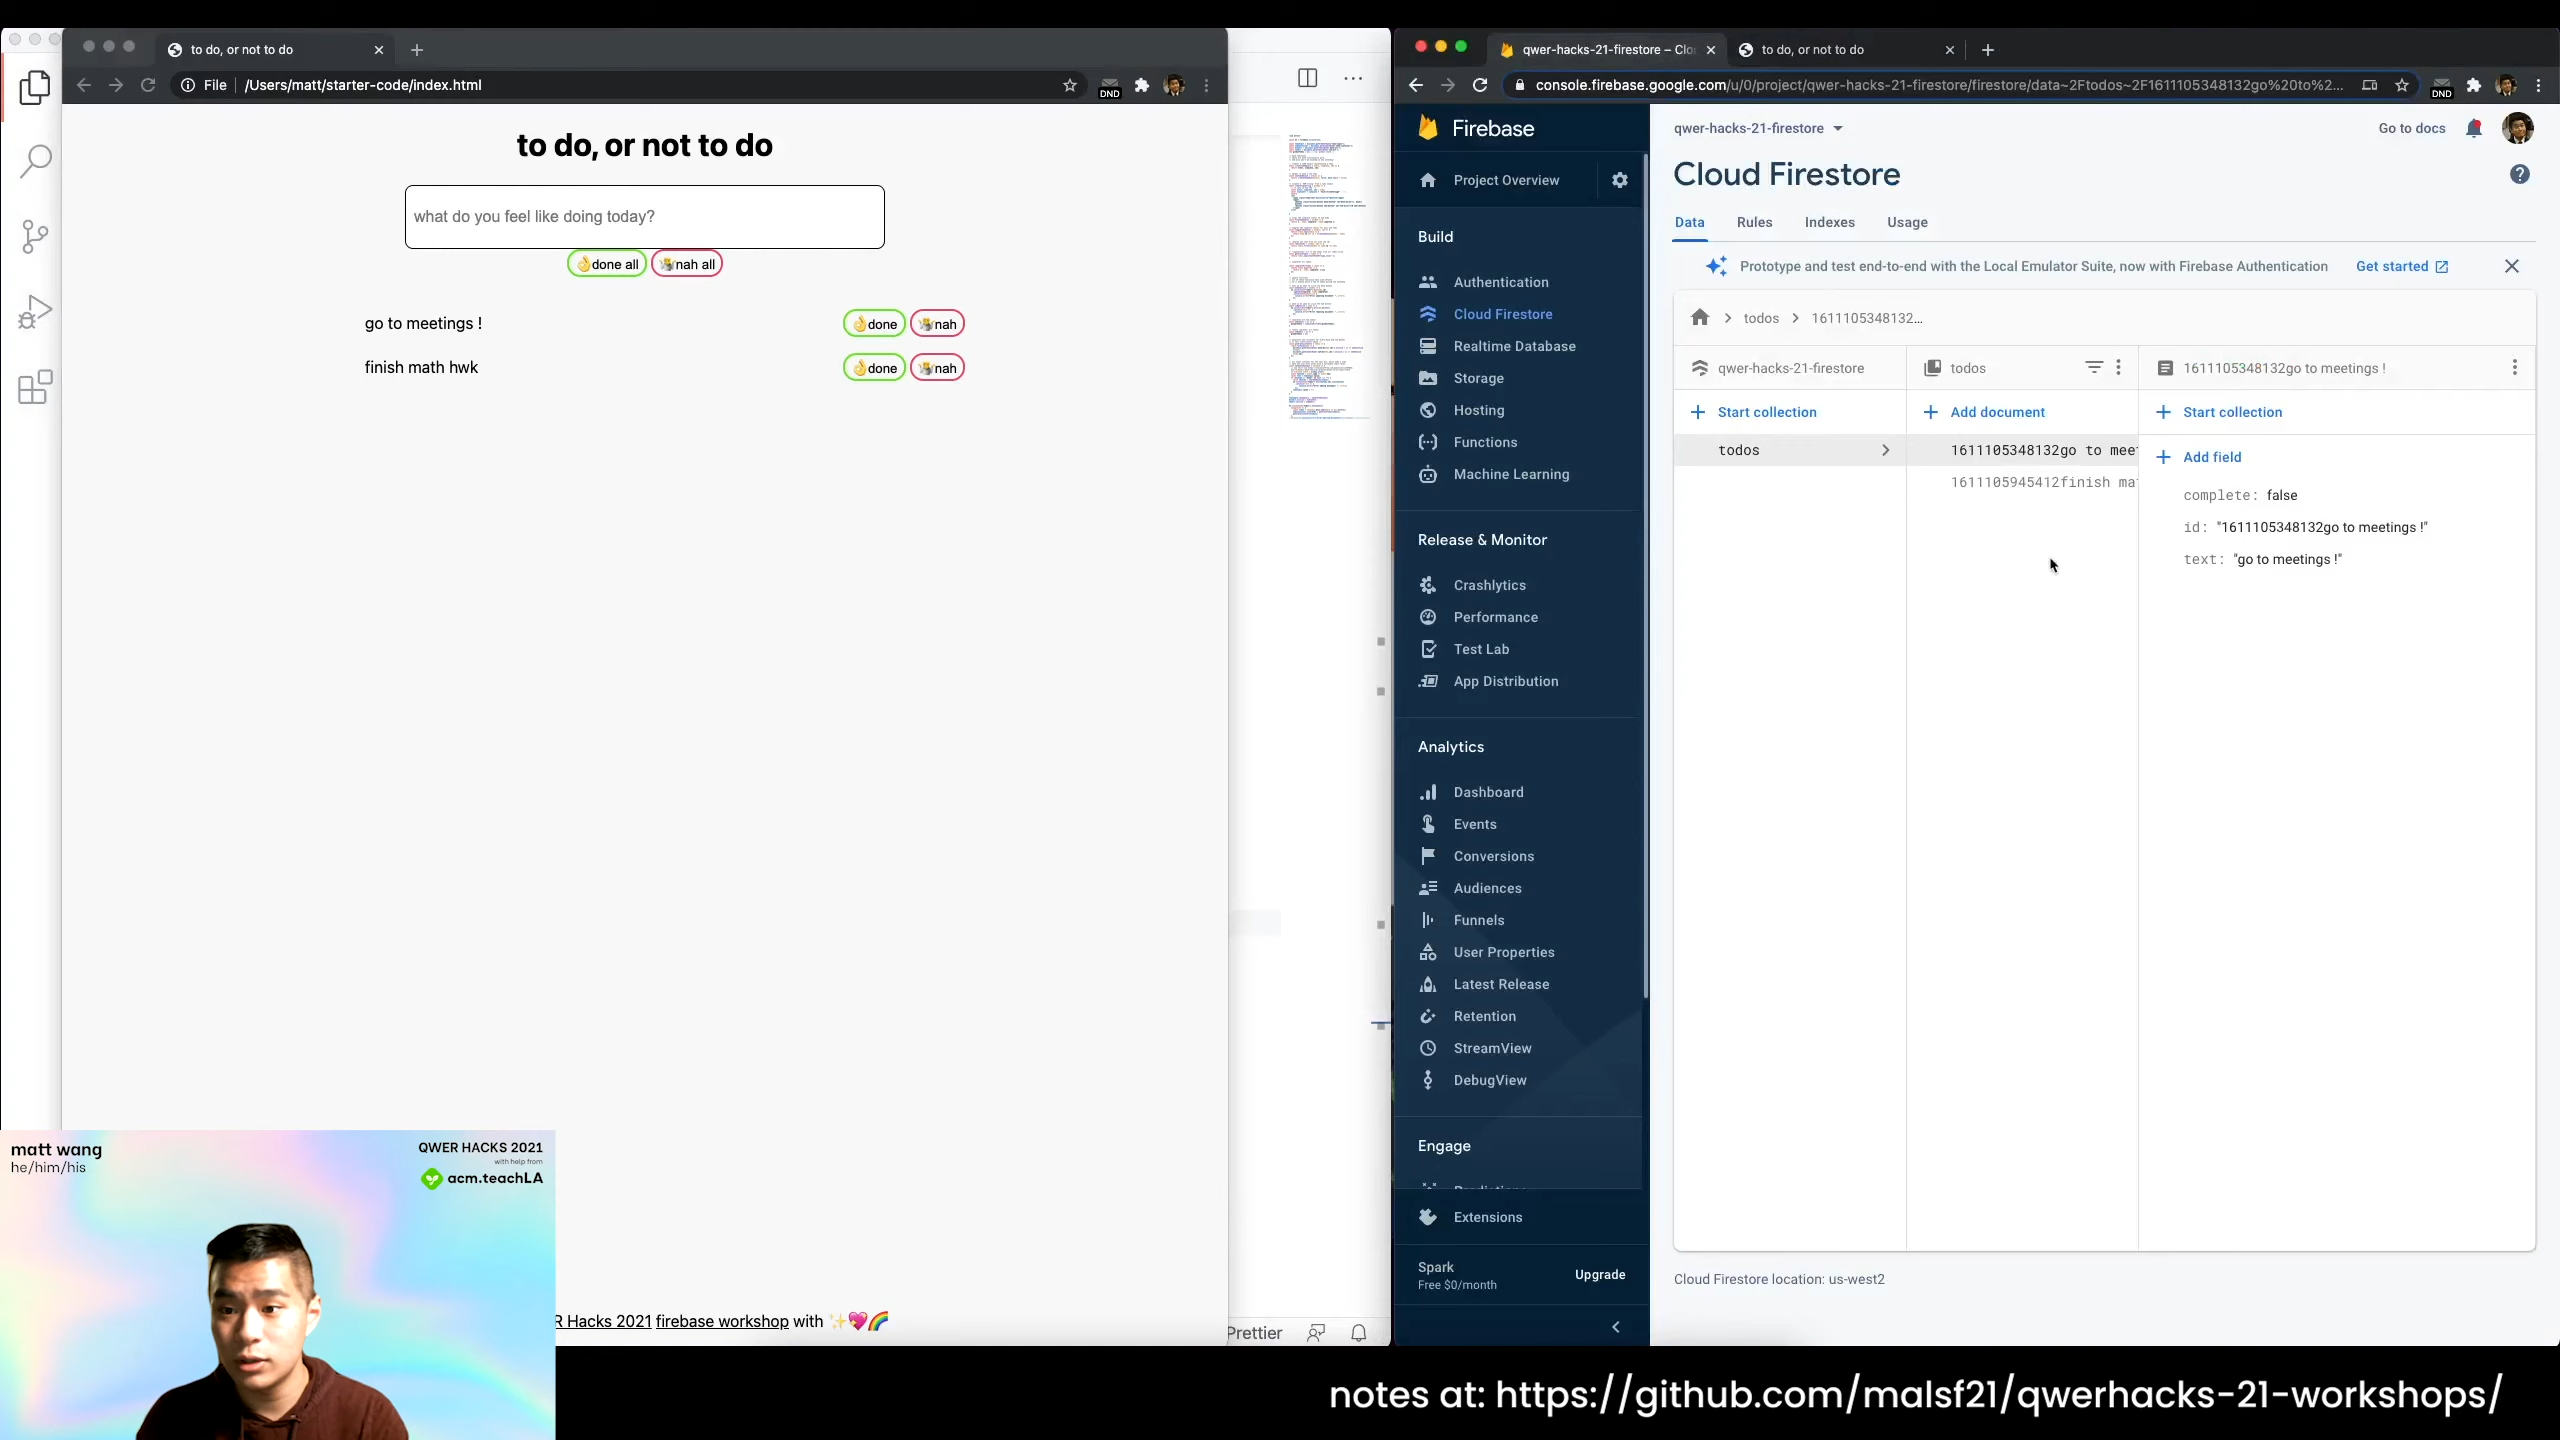 to do, or not to do
File
/Users/matt/starter-code/index.html
DND
to do, or not to do
what do you feel like doing today?
👌done all
nah all
go to meetings !
👌done
nah
finish math hwk
👌done
nah
R Hacks 2021 firebase workshop with ✨💖🌈
Prettier
matt wang
he/him/his
QWER HACKS 2021
with help from
acm.teachLA
qwer-hacks-21-firestore – Clo
to do, or not to do
console.firebase.google.com/u/0/project/qwer-hacks-21-firestore/firestore/data~2Ftodos~2F1611105348132go%20to%2...
DND
Firebase
Project Overview
Build
Authentication
Cloud Firestore
Realtime Database
Storage
Hosting
Functions
Machine Learning
Release & Monitor
Crashlytics
Performance
Test Lab
App Distribution
Analytics
Dashboard
Events
Conversions
Audiences
Funnels
User Properties
Latest Release
Retention
StreamView
DebugView
Engage
Extensions
Spark
Free $0/month
Upgrade
qwer-hacks-21-firestore
Go to docs
Cloud Firestore
Data
Rules
Indexes
Usage
Prototype and test end-to-end with the Local Emulator Suite, now with Firebase Authentication
Get started
todos
1611105348132...
qwer-hacks-21-firestore
Start collection
todos
todos
Add document
1611105348132go to mee
1611105945412finish ma
1611105348132go to meetings !
Start collection
Add field
complete: false
id: "1611105348132go to meetings !"
text: "go to meetings !"
Cloud Firestore location: us-west2
notes at: https://github.com/malsf21/qwerhacks-21-workshops/